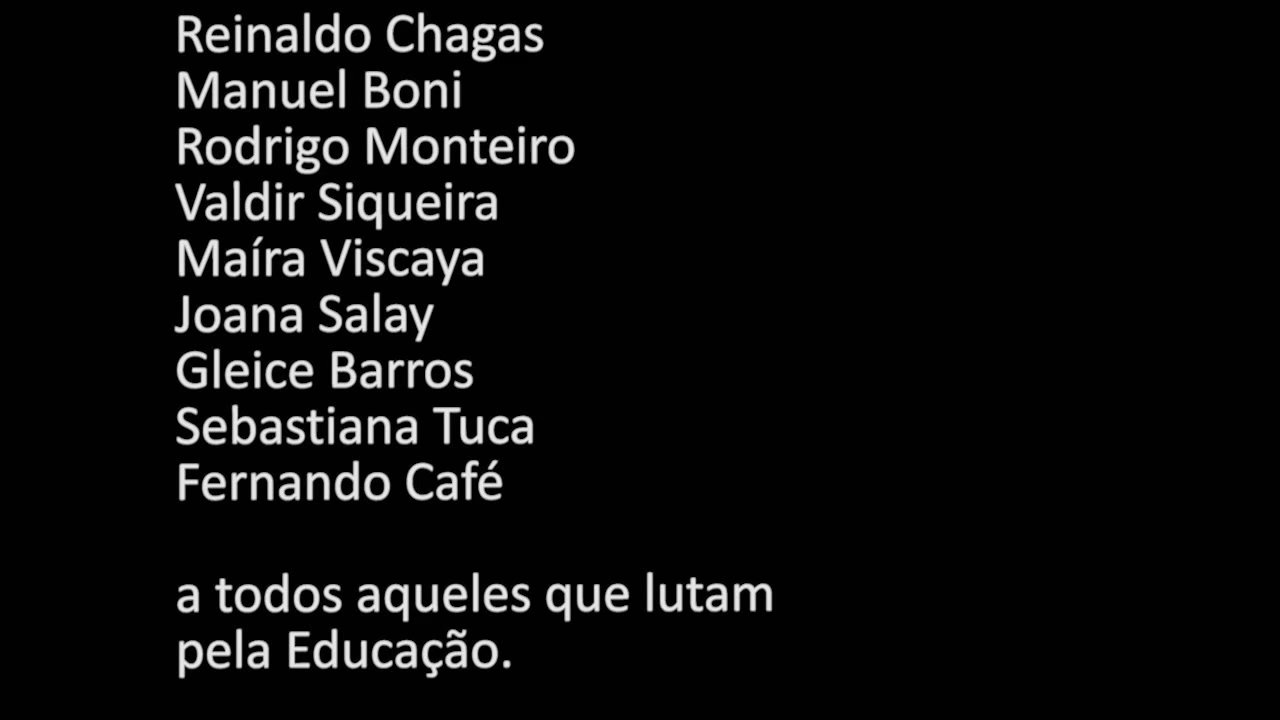 Reinaldo Chagas
Manuel Boni
Rodrigo Monteiro
Valdir Siqueira
Maíra Viscaya
Joana Salay
Gleice Barros
Sebastiana Tuca
Fernando Café
a todos aqueles que lutam
pela Educação.